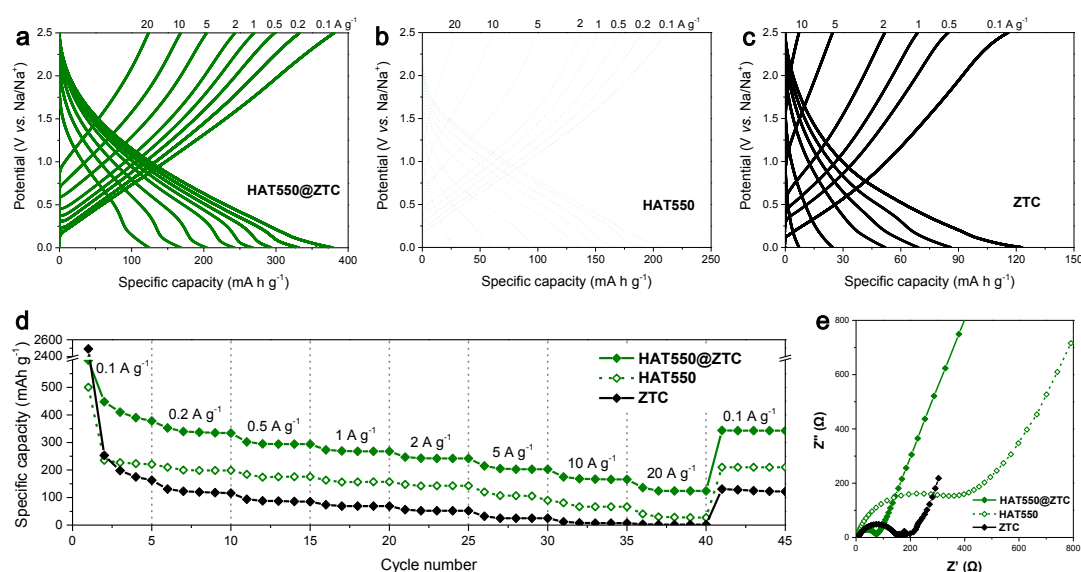 a
20 10 5 2 1 0.5 0.2 0.1 A g-1
2.5
2.0
1.5
1.0
0.5
0.0
Potential (V vs. Na/Na+)
HAT550@ZTC
0 100 200 300 400
Specific capacity (mA h g-1)
b
20 10 5 2 1 0.5 0.2 0.1 A g-1
2.5
2.0
1.5
1.0
0.5
0.0
Potential (V vs. Na/Na+)
HAT550
0 50 100 150 200 250
Specific capacity (mA h g-1)
c
10 5 2 1 0.5 0.1 A g-1
2.5
2.0
1.5
1.0
0.5
0.0
Potential (V vs. Na/Na+)
ZTC
0 30 60 90 120 150
Specific capacity (mA h g-1)
d
2600
2400
500
400
300
200
100
0
Specific capacity (mAh g-1)
0.1 A g-1
0.2 A g-1
0.5 A g-1
1 A g-1
2 A g-1
5 A g-1
10 A g-1
20 A g-1
0.1 A g-1
HAT550@ZTC
HAT550
ZTC
0 5 10 15 20 25 30 35 40 45
Cycle number
e
800
600
400
200
0
Z'' (Ω)
HAT550@ZTC
HAT550
ZTC
0 200 400 600 800
Z' (Ω)